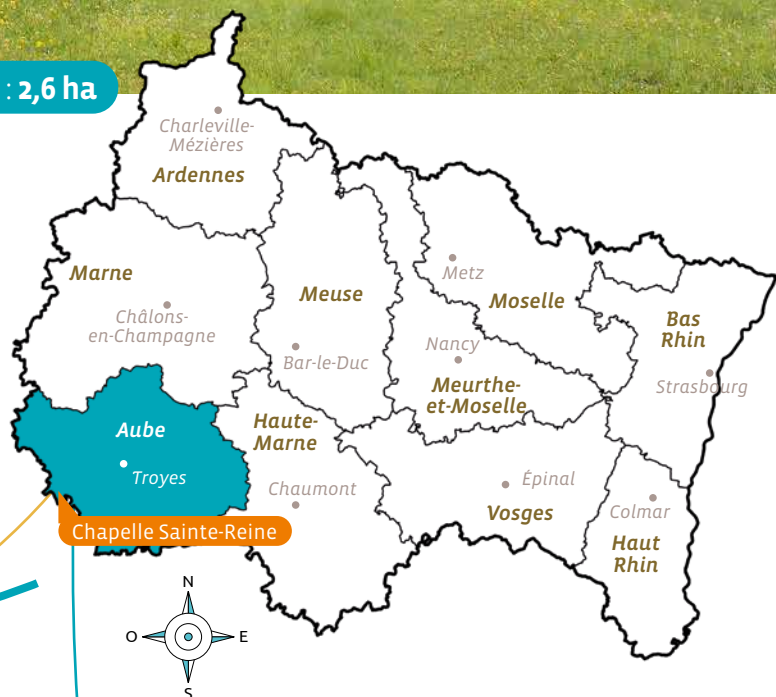 : 2,6 ha
Charleville-
Mézières
Ardennes
Marne
Châlons-
en-Champagne
Meuse
Bar-le-Duc
Metz
Moselle
Nancy
Meurthe-
et-Moselle
Bas
Rhin
Strasbourg
Aube
Troyes
Haute-
Marne
Chaumont
Épinal
Vosges
Colmar
Haut
Rhin
Chapelle Sainte-Reine
N
O
E
S